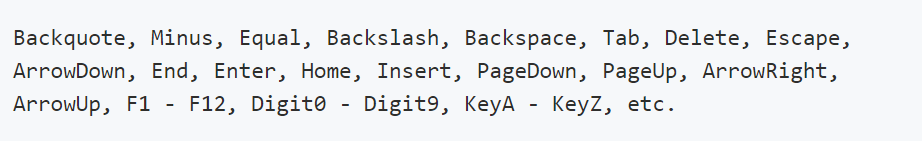 Backquote, Minus, Equal, Backslash, Backspace, Tab, Delete, Escape,
ArrowDown, End, Enter, Home, Insert, PageDown, PageUp, ArrowRight,
ArrowUp, F1 - F12, Digit0 - Digit9, KeyA - KeyZ, etc.